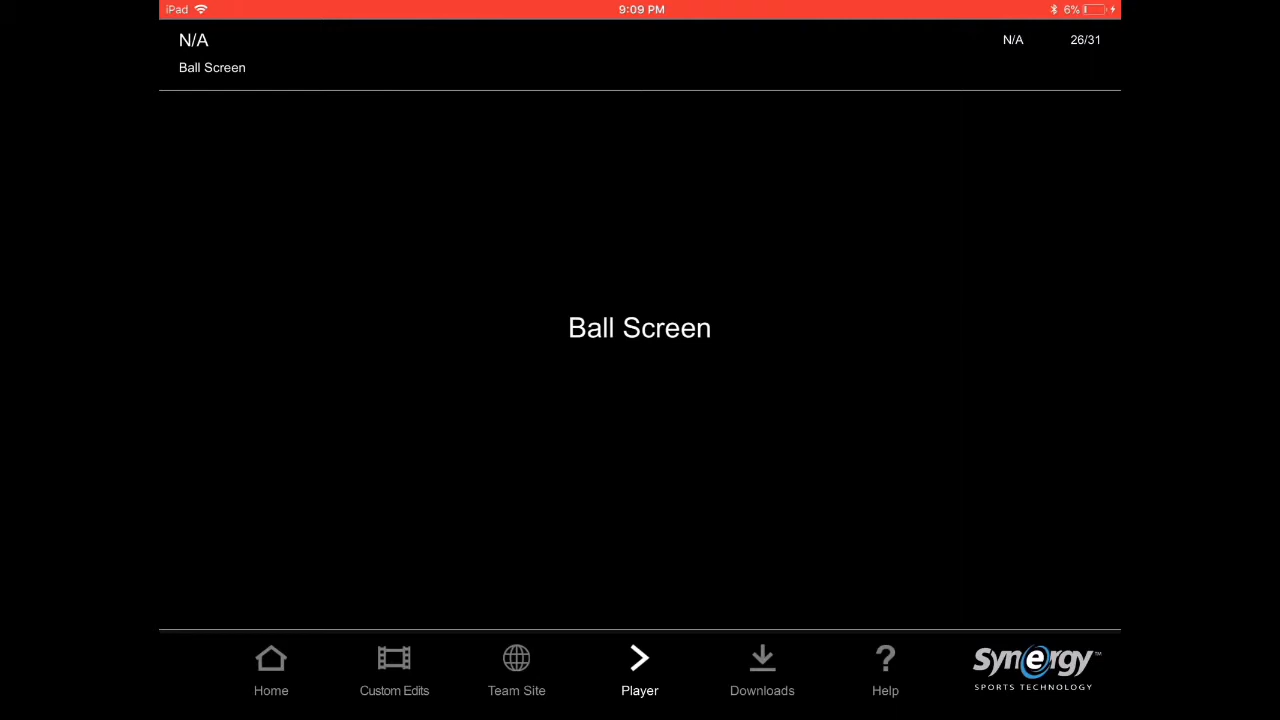 iPad 9:09 PM 6%
N/A N/A 26/31
Ball Screen
Ball Screen
Home Custom Edits Team Site Player Downloads Help
Synergy™
SPORTS TECHNOLOGY